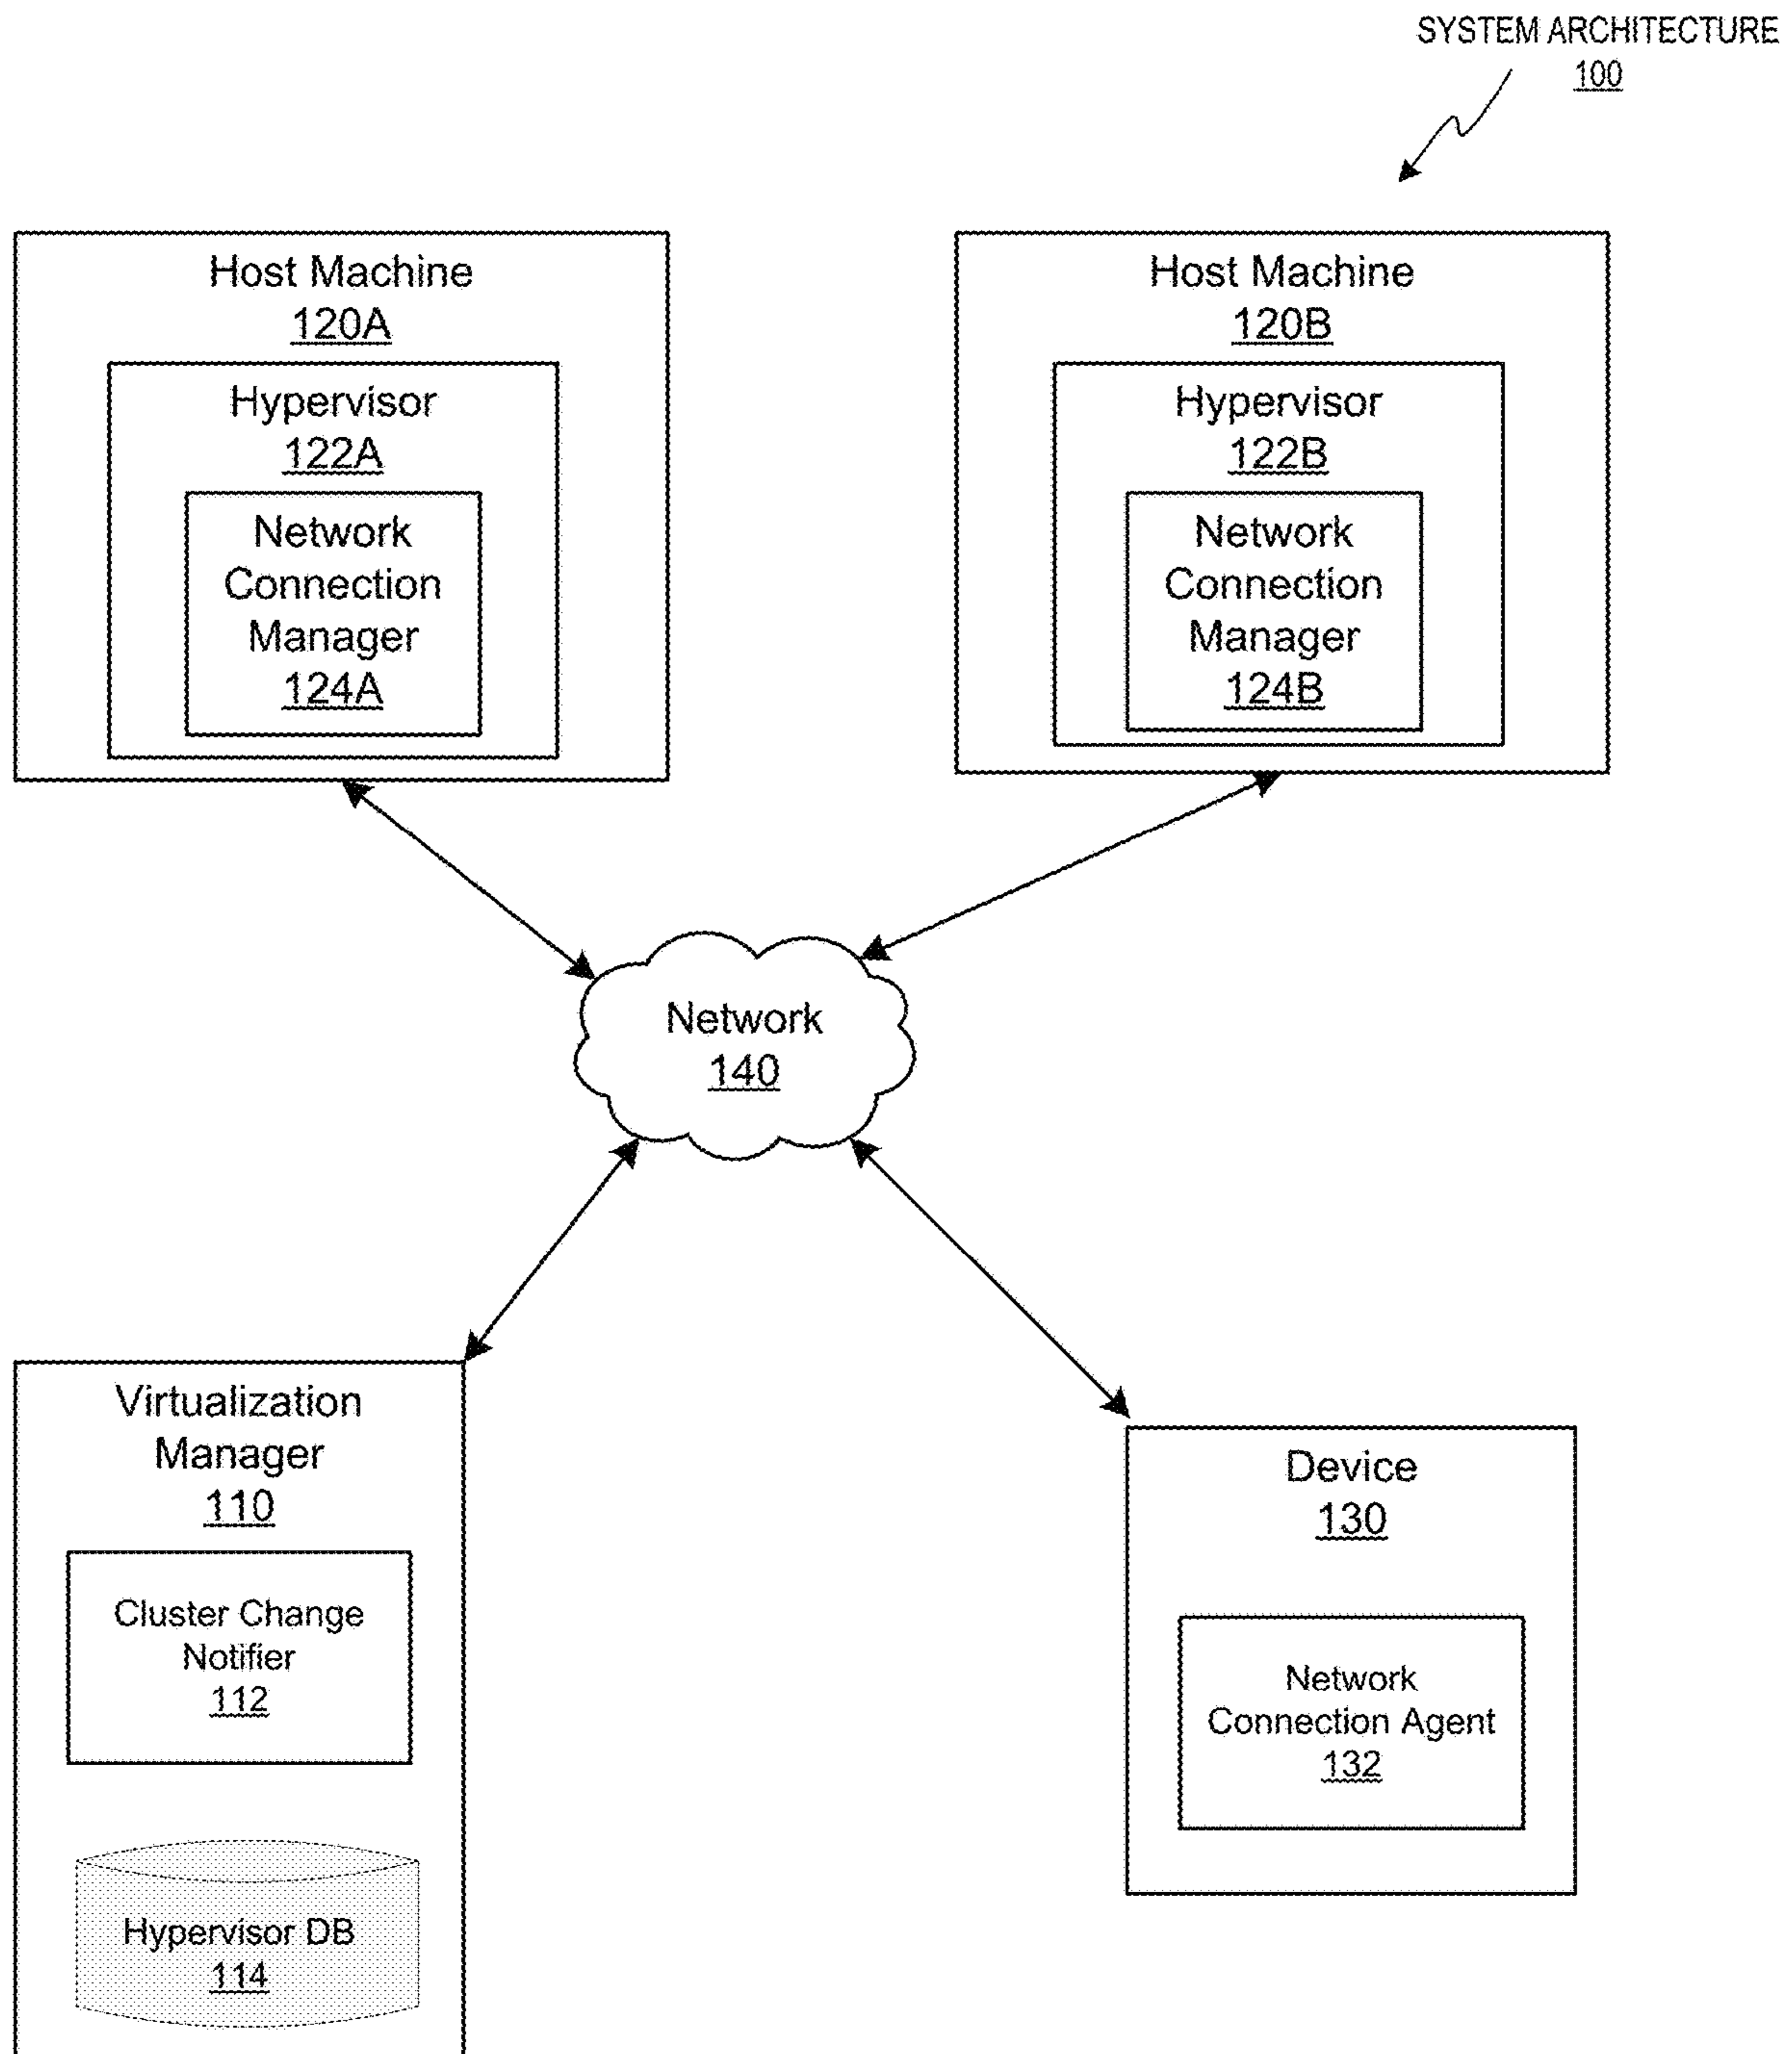 SYSTEM ARCHITECTURE
100
Host Machine
120A
Hypervisor
122A
Network
Connection
Manager
124A
Host Machine
120B
Hypervisor
122B
Network
Connection
Manager
124B
Network
140
Virtualization
Manager
110
Cluster Change
Notifier
112
Hypervisor DB
114
Device
130
Network
Connection Agent
132